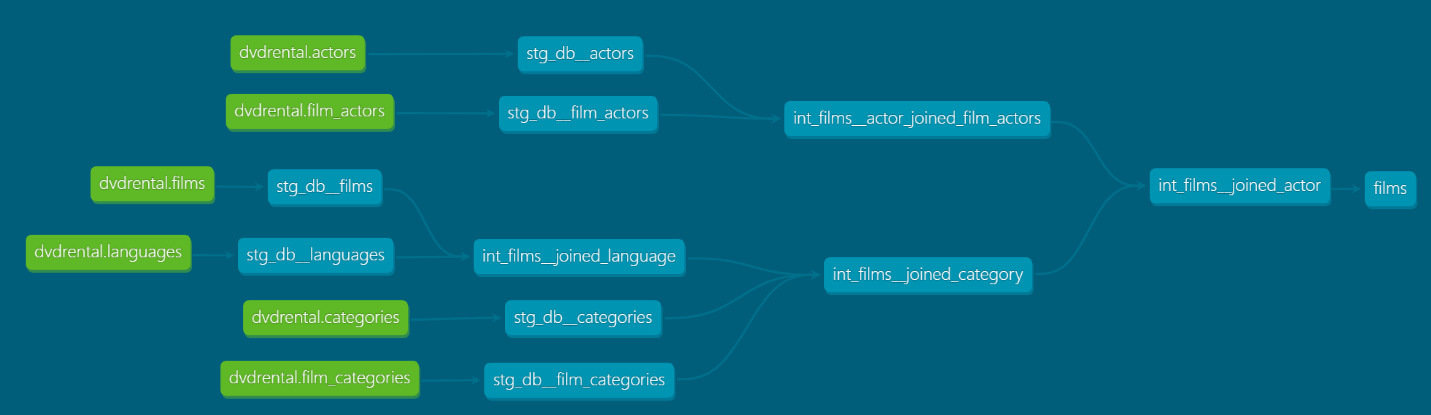 dvdrental.actors
stg_db__actors
dvdrental.film_actors
stg_db__film_actors
int_films__actor_joined_film_actors
dvdrental.films
stg_db__films
int_films__joined_actor
films
dvdrental.languages
stg_db__languages
int_films__joined_language
int_films__joined_category
dvdrental.categories
stg_db__categories
dvdrental.film_categories
stg_db__film_categories